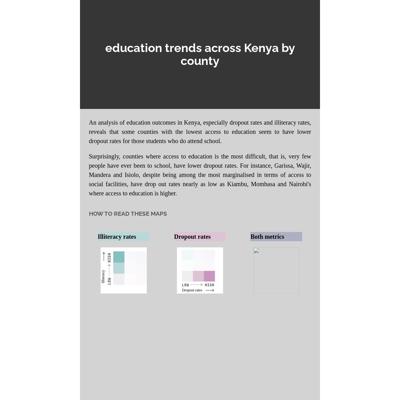 education trends across Kenya by
county
An analysis of education outcomes in Kenya, especially dropout rates and illiteracy rates,
reveals that some counties with the lowest access to education seem to have lower
dropout rates for those students who do attend school.
Surprisingly, counties where access to education is the most difficult, that is, very few
people have ever been to school, have lower dropout rates. For instance, Garissa, Wajir,
Mandera and Isiolo, despite being among the most marginalised in terms of access to
social facilities, have drop out rates nearly as low as Kiambu, Mombasa and Nairobi's
where access to education is higher.
HOW TO READ THESE MAPS
Illiteracy rates
Dropout rates
Both metrics
Illiteracy
LOW
HIGH
LOW
HIGH
Dropout rates